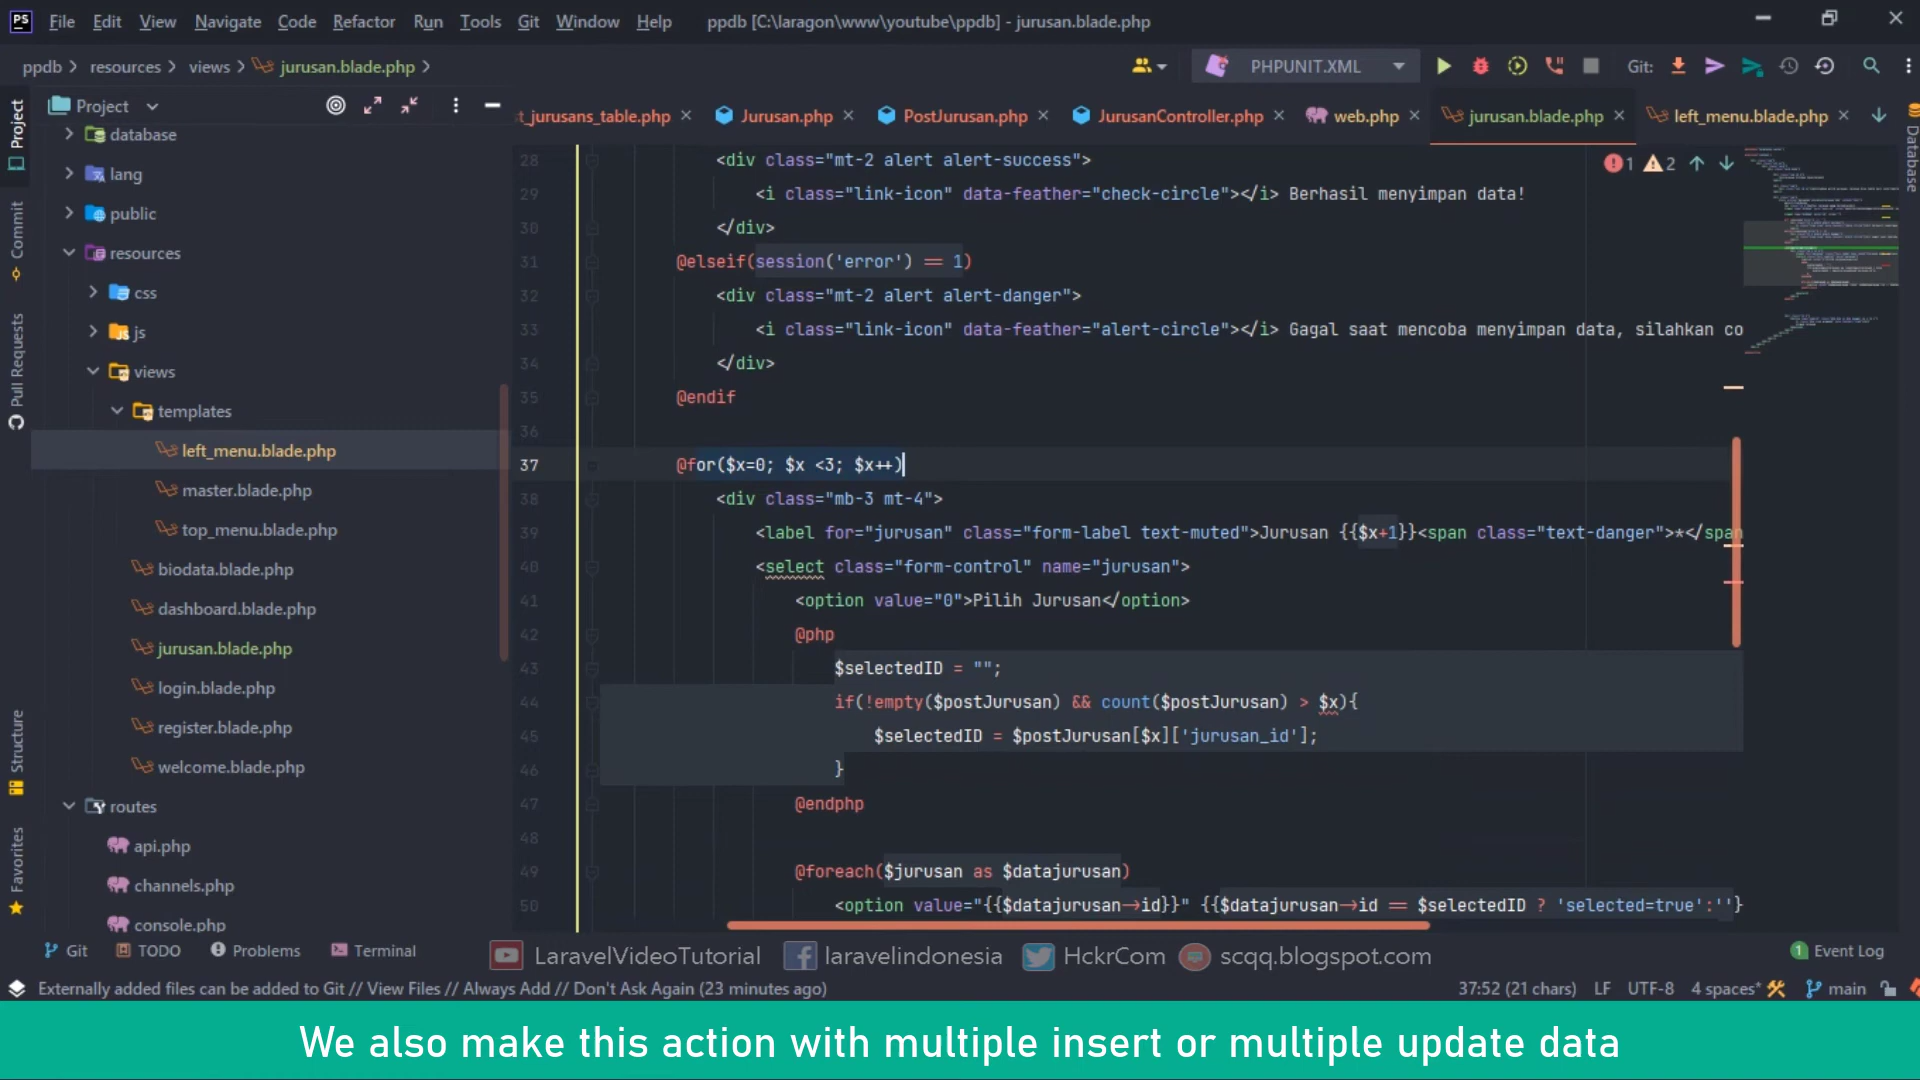 PS File Edit View Navigate Code Refactor Run Tools Git Window Help ppdb [C:\laragon\www\youtube\ppdb] - jurusan.blade.php
ppdb resources views jurusan.blade.php PHPUNIT.XML Git:
Project
t_jurusans_table.php Jurusan.php PostJurusan.php JurusanController.php web.php jurusan.blade.php left_menu.blade.php
Project
Commit
Pull Requests
Structure
Favorites
Database
database
lang
public
resources
css
js
views
templates
left_menu.blade.php
master.blade.php
top_menu.blade.php
biodata.blade.php
dashboard.blade.php
jurusan.blade.php
login.blade.php
register.blade.php
welcome.blade.php
routes
api.php
channels.php
console.php
1 2
28 <div class="mt-2 alert alert-success">
29 <i class="link-icon" data-feather="check-circle"></i> Berhasil menyimpan data!
30 </div>
31 @elseif(session('error') == 1)
32 <div class="mt-2 alert alert-danger">
33 <i class="link-icon" data-feather="alert-circle"></i> Gagal saat mencoba menyimpan data, silahkan co
34 </div>
35 @endif
36
37 @for($x=0; $x <3; $x++)
38 <div class="mb-3 mt-4">
39 <label for="jurusan" class="form-label text-muted">Jurusan {{$x+1}}<span class="text-danger">*</span
40 <select class="form-control" name="jurusan">
41 <option value="0">Pilih Jurusan</option>
42 @php
43 $selectedID = "";
44 if(!empty($postJurusan) && count($postJurusan) > $x){
45 $selectedID = $postJurusan[$x]['jurusan_id'];
46 }
47 @endphp
48
49 @foreach($jurusan as $datajurusan)
50 <option value="{{$datajurusan->id}}" {{$datajurusan->id == $selectedID ? 'selected=true':''}
Git TODO Problems Terminal
LaravelVideoTutorial laravelindonesia HckrCom scqq.blogspot.com
1 Event Log
Externally added files can be added to Git // View Files // Always Add // Don't Ask Again (23 minutes ago)
37:52 (21 chars) LF UTF-8 4 spaces* main
We also make this action with multiple insert or multiple update data